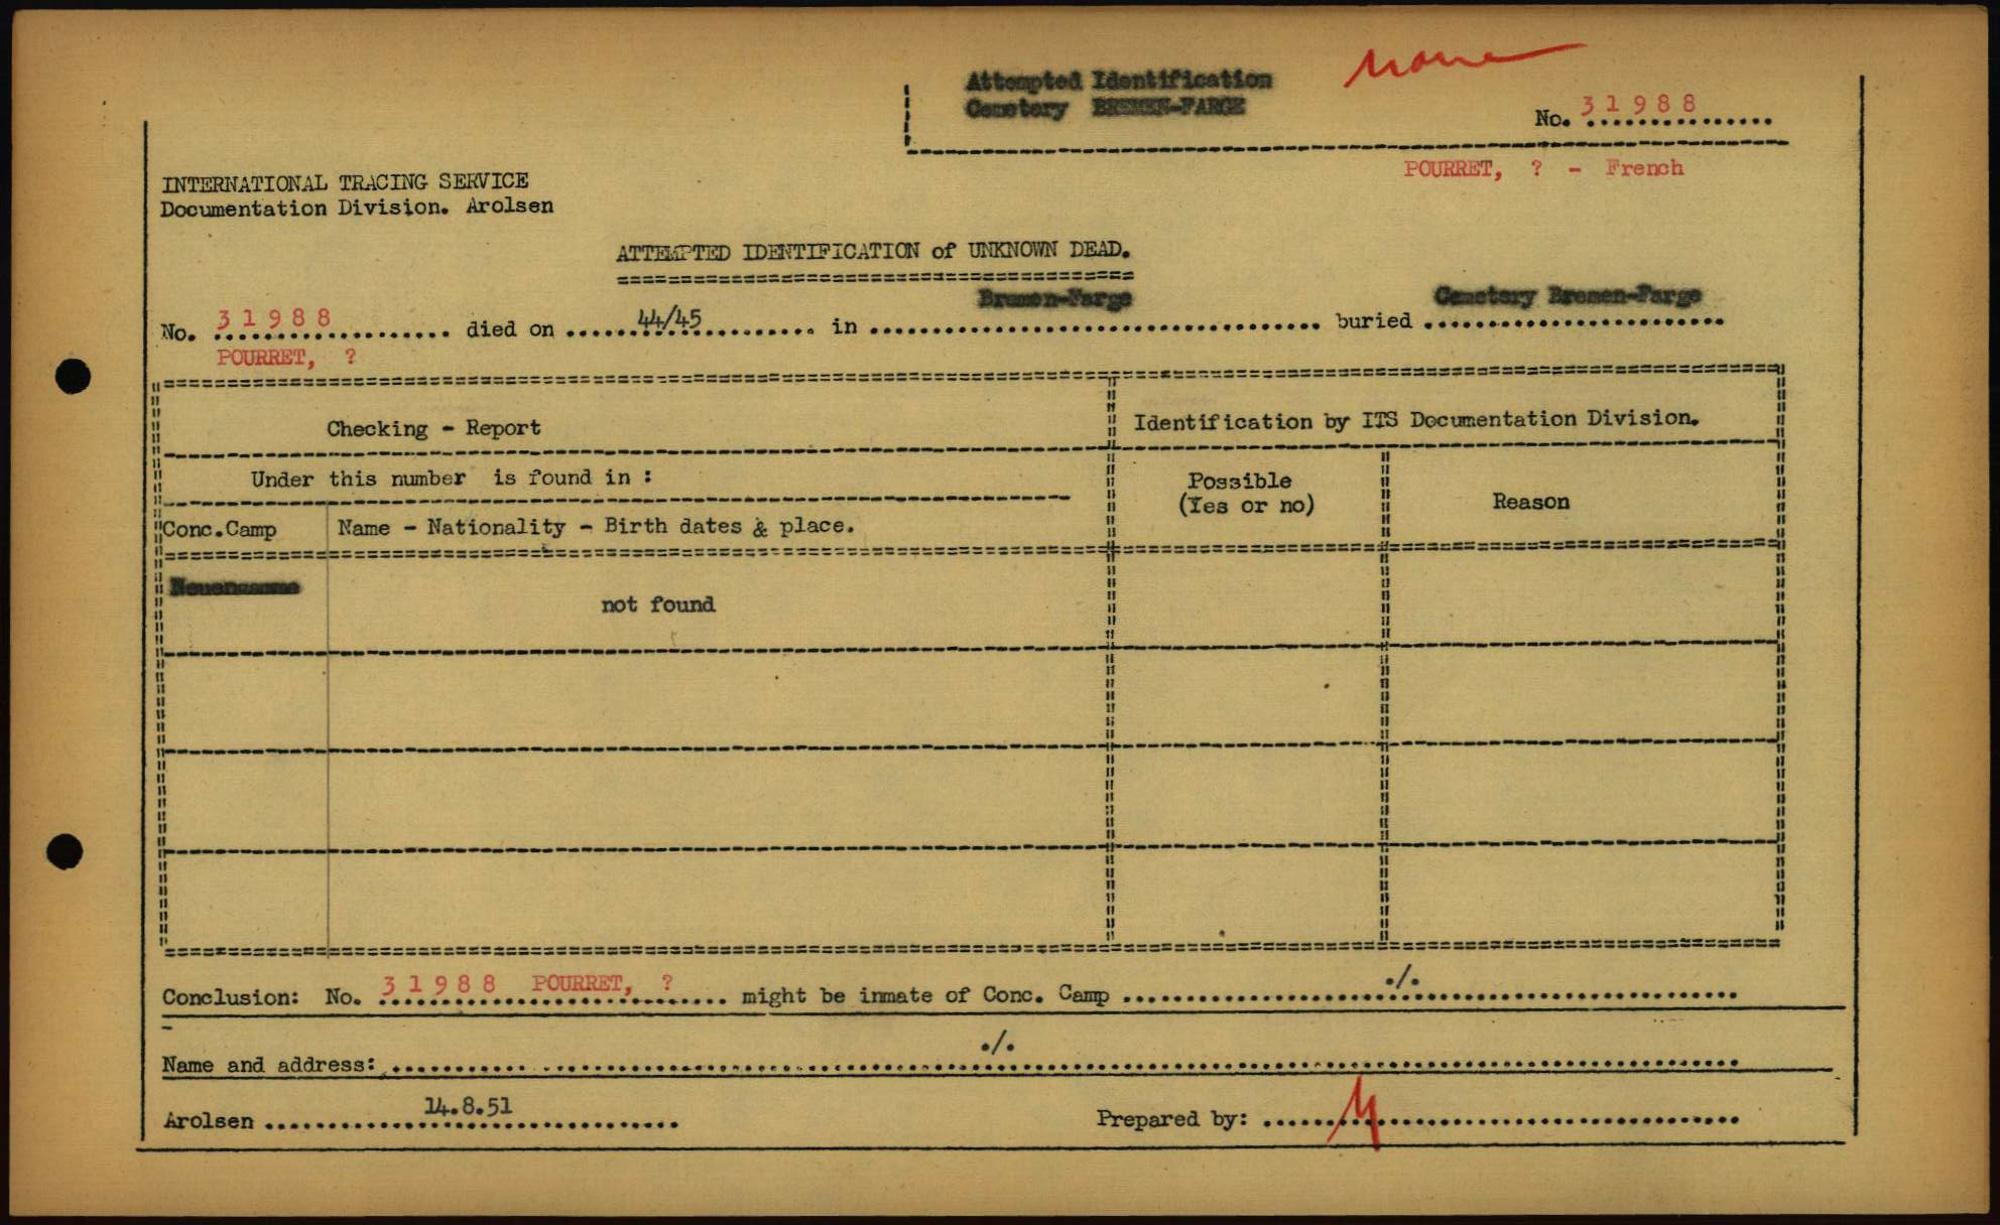 Attempted Identification
Cemetery BREMEN-FARGE
No. 31988
POURRET, ? - French
INTERNATIONAL TRACING SERVICE
Documentation Division. Arolsen
ATTEMPTED IDENTIFICATION of UNKNOWN DEAD.
No. 31988 died on 44/45 in Bremen-Farge buried Cemetery Bremen-Farge
POURRET, ?
Checking - Report
Identification by ITS Documentation Division.
Under this number is found in :
Possible
(Yes or no)
Reason
Conc.Camp Name - Nationality - Birth dates & place.
Neuengamme
not found
Conclusion: No. 31988 POURRET, ? might be inmate of Conc. Camp ./.
Name and address: ./.
Arolsen 14.8.51
Prepared by: